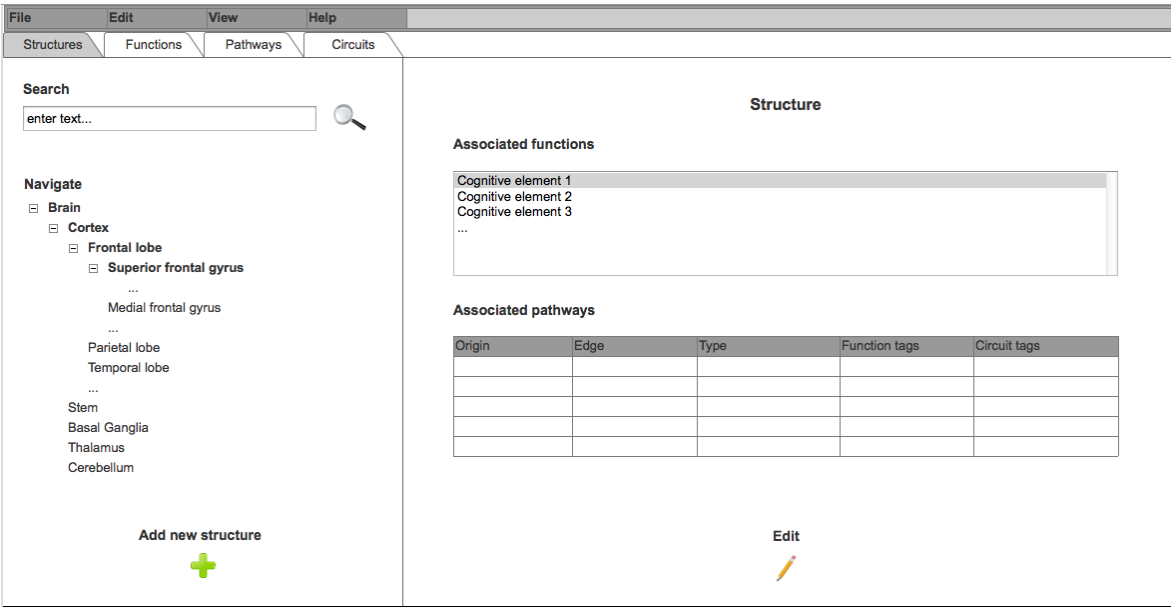 File Edit View Help
Structures Functions Pathways Circuits
Search
enter text...
Navigate
Brain
Cortex
Frontal lobe
Superior frontal gyrus
...
Medial frontal gyrus
...
Parietal lobe
Temporal lobe
...
Stem
Basal Ganglia
Thalamus
Cerebellum
Add new structure
Structure
Associated functions
Cognitive element 1
Cognitive element 2
Cognitive element 3
...
Associated pathways
Origin Edge Type Function tags Circuit tags
Edit